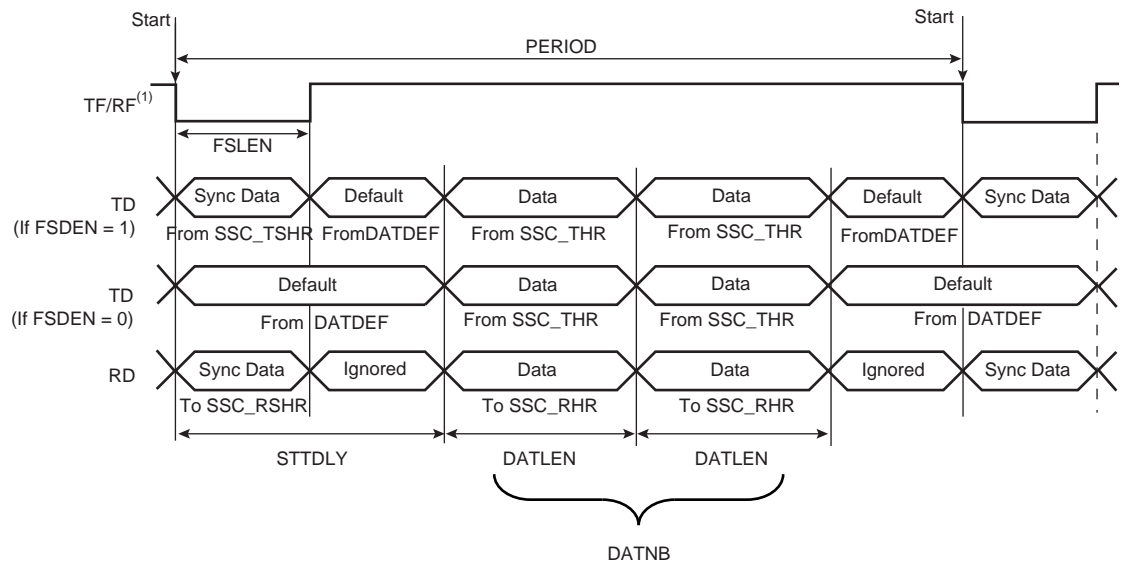 Start
Start
PERIOD
TF/RF(1)
FSLEN
TD
(If FSDEN = 1)
Sync Data
Default
Data
Data
Default
Sync Data
From SSC_TSHR
FromDATDEF
From SSC_THR
From SSC_THR
FromDATDEF
TD
(If FSDEN = 0)
Default
Data
Data
Default
From DATDEF
From SSC_THR
From SSC_THR
From DATDEF
RD
Sync Data
Ignored
Data
Data
Ignored
Sync Data
To SSC_RSHR
To SSC_RHR
To SSC_RHR
STTDLY
DATLEN
DATLEN
DATNB